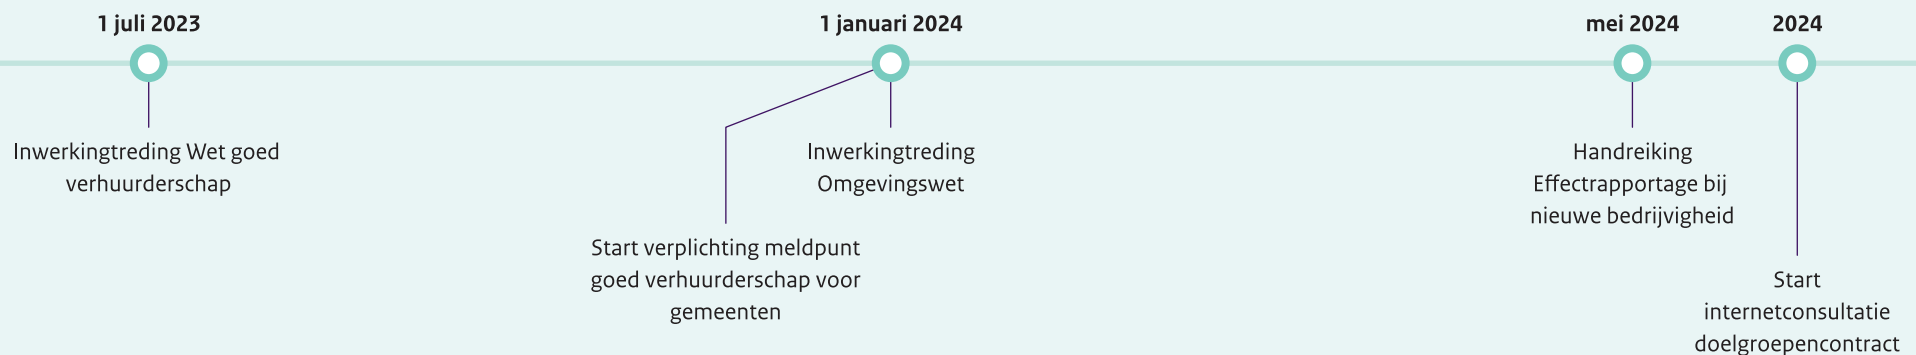 1 juli 2023
Inwerkingtreding Wet goed
verhuurderschap
1 januari 2024
Start verplichting meldpunt
goed verhuurderschap voor
gemeenten
Inwerkingtreding
Omgevingswet
mei 2024
Handreiking
Effectrapportage bij
nieuwe bedrijvigheid
2024
Start
internetconsultatie
doelgroepencontract